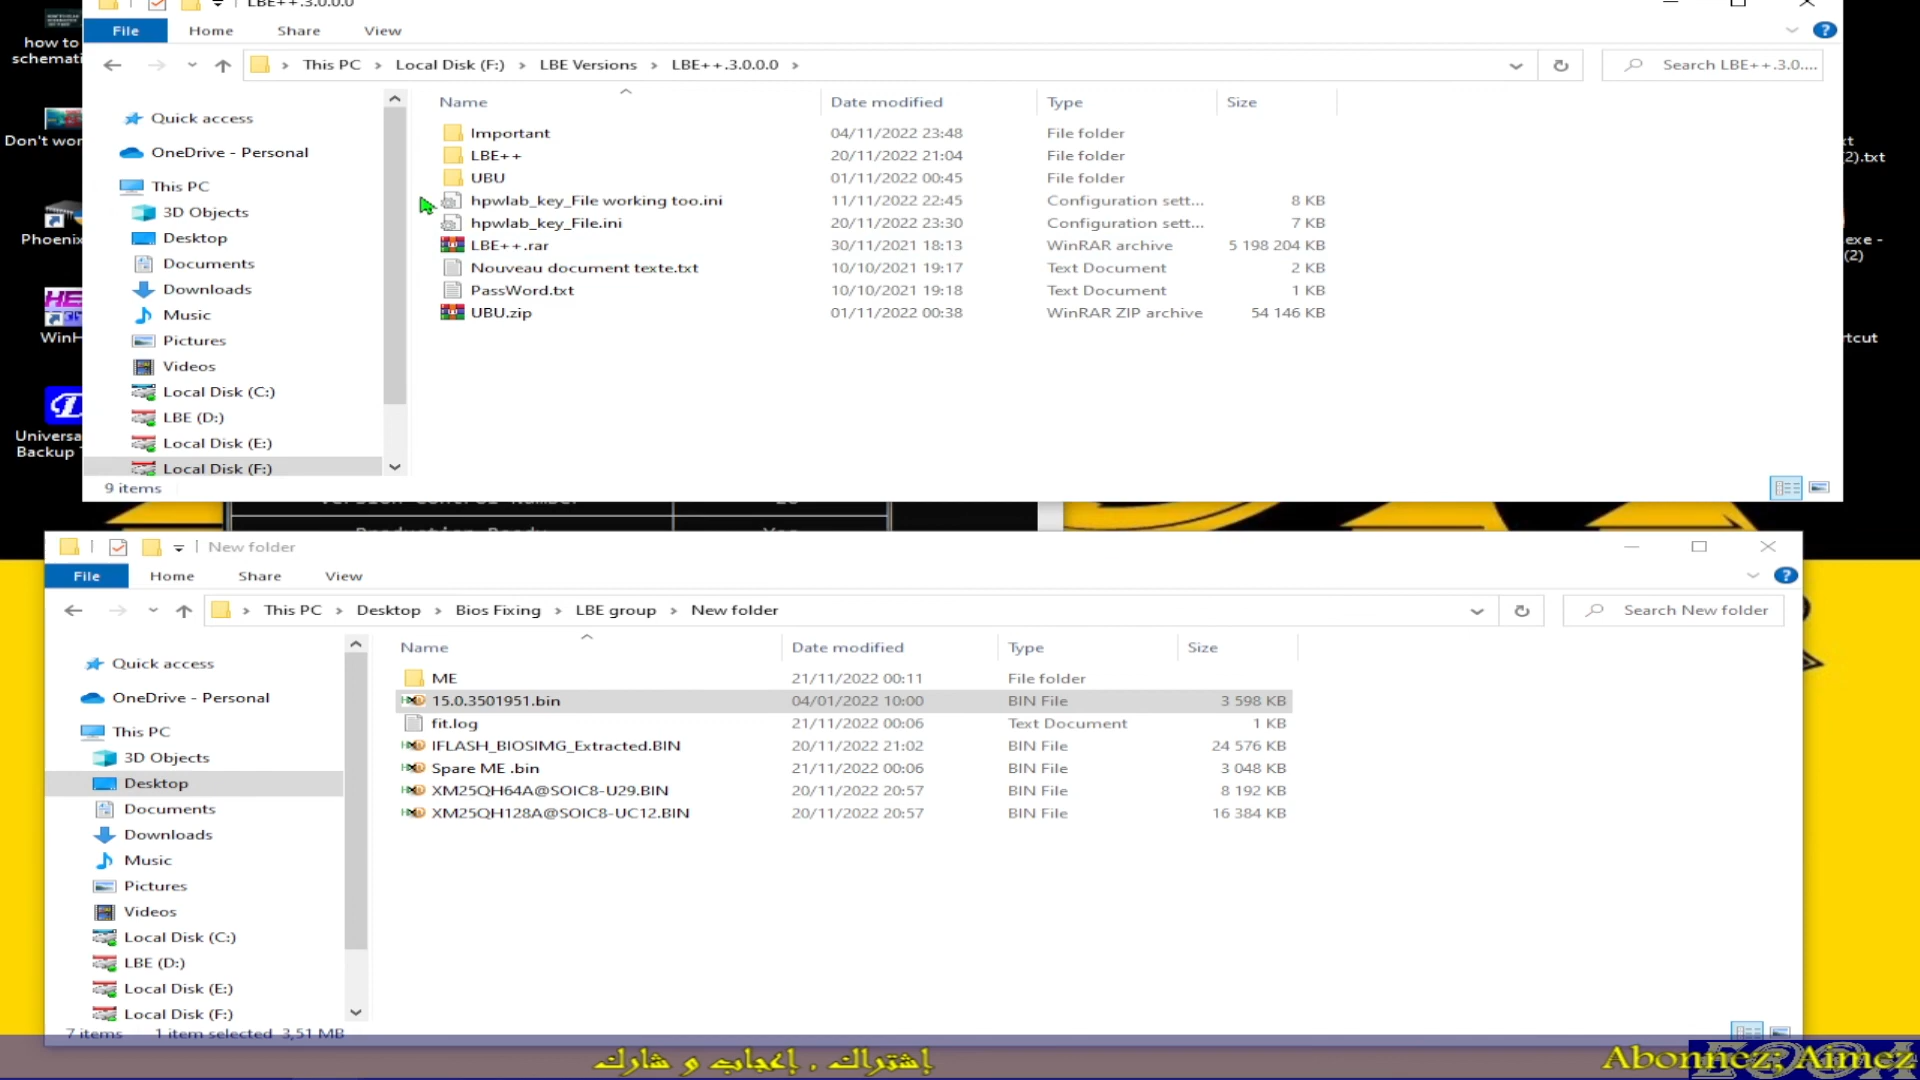 LBE++.3.0.0.0
File Home Share View
This PC Local Disk (F:) LBE Versions LBE++.3.0.0.0 Search LBE++.3.0....
Name Date modified Type Size
Quick access
OneDrive - Personal
This PC
3D Objects
Desktop
Documents
Downloads
Music
Pictures
Videos
Local Disk (C:)
LBE (D:)
Local Disk (E:)
Local Disk (F:)
Important 04/11/2022 23:48 File folder
LBE++ 20/11/2022 21:04 File folder
UBU 01/11/2022 00:45 File folder
hpwlab_key_File working too.ini 11/11/2022 22:45 Configuration sett... 8 KB
hpwlab_key_File.ini 20/11/2022 23:30 Configuration sett... 7 KB
LBE++.rar 30/11/2021 18:13 WinRAR archive 5 198 204 KB
Nouveau document texte.txt 10/10/2021 19:17 Text Document 2 KB
PassWord.txt 10/10/2021 19:18 Text Document 1 KB
UBU.zip 01/11/2022 00:38 WinRAR ZIP archive 54 146 KB
9 items
how to
schemati
Don't wor
Phoenix
WinH
Universa
Backup
xt
(2).txt
.exe -
(2)
rtcut
New folder
File Home Share View
This PC Desktop Bios Fixing LBE group New folder Search New folder
Name Date modified Type Size
Quick access
OneDrive - Personal
This PC
3D Objects
Desktop
Documents
Downloads
Music
Pictures
Videos
Local Disk (C:)
LBE (D:)
Local Disk (E:)
Local Disk (F:)
ME 21/11/2022 00:11 File folder
15.0.3501951.bin 04/01/2022 10:00 BIN File 3 598 KB
fit.log 21/11/2022 00:06 Text Document 1 KB
IFLASH_BIOSIMG_Extracted.BIN 20/11/2022 21:02 BIN File 24 576 KB
Spare ME .bin 21/11/2022 00:06 BIN File 3 048 KB
XM25QH64A@SOIC8-U29.BIN 20/11/2022 20:57 BIN File 8 192 KB
XM25QH128A@SOIC8-UC12.BIN 20/11/2022 20:57 BIN File 16 384 KB
7 items 1 item selected 3,51 MB
إشتراك . إعجاب و شارك
Abonnez; Aimez